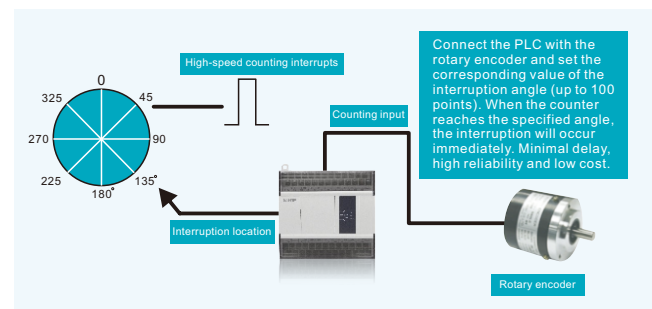 High-speed counting interrupts
Connect the PLC with the
rotary encoder and set the
corresponding value of the
interruption angle (up to 100
points). When the counter
reaches the specified angle,
the interruption will occur
immediately. Minimal delay,
high reliability and low cost.
0
325
45
270
90
225
135°
180°
Counting input
Interruption location
Rotary encoder